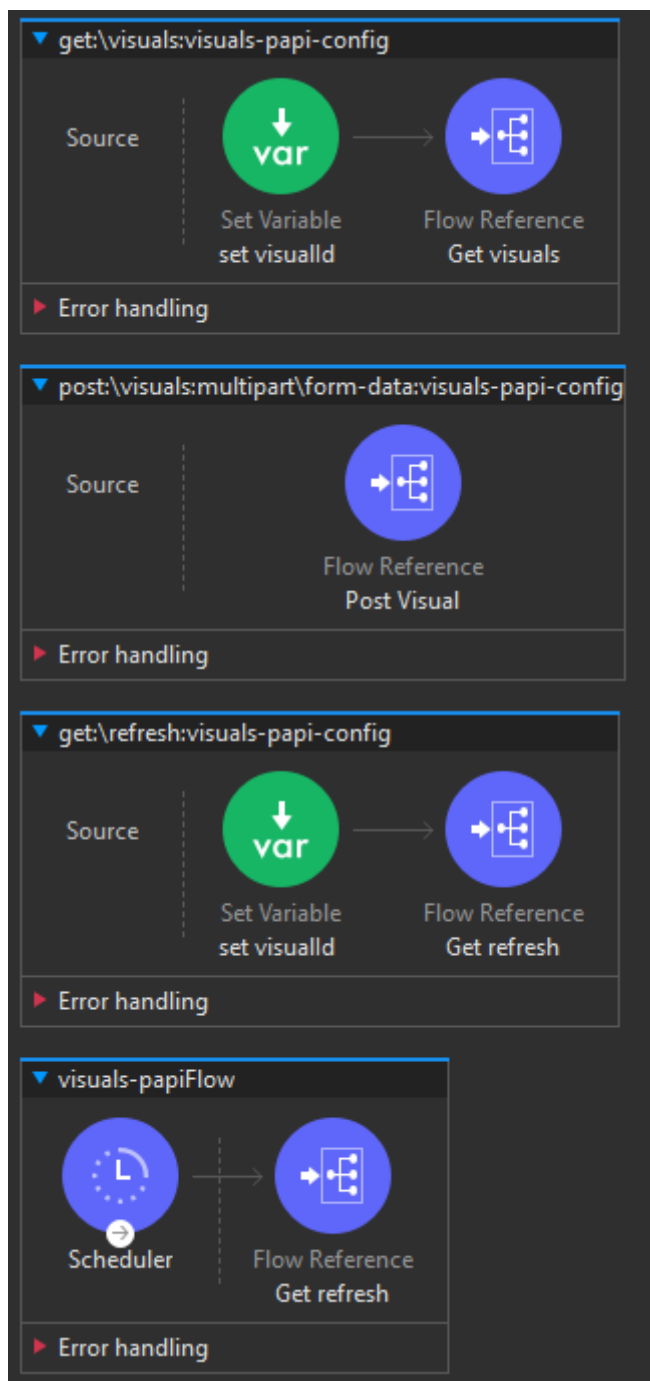 get:\visuals:visuals-papi-config
Source
var
Set Variable
set visualId
Flow Reference
Get visuals
Error handling
post:\visuals:multipart\form-data:visuals-papi-config
Source
Flow Reference
Post Visual
Error handling
get:\refresh:visuals-papi-config
Source
var
Set Variable
set visualId
Flow Reference
Get refresh
Error handling
visuals-papiFlow
Scheduler
Flow Reference
Get refresh
Error handling